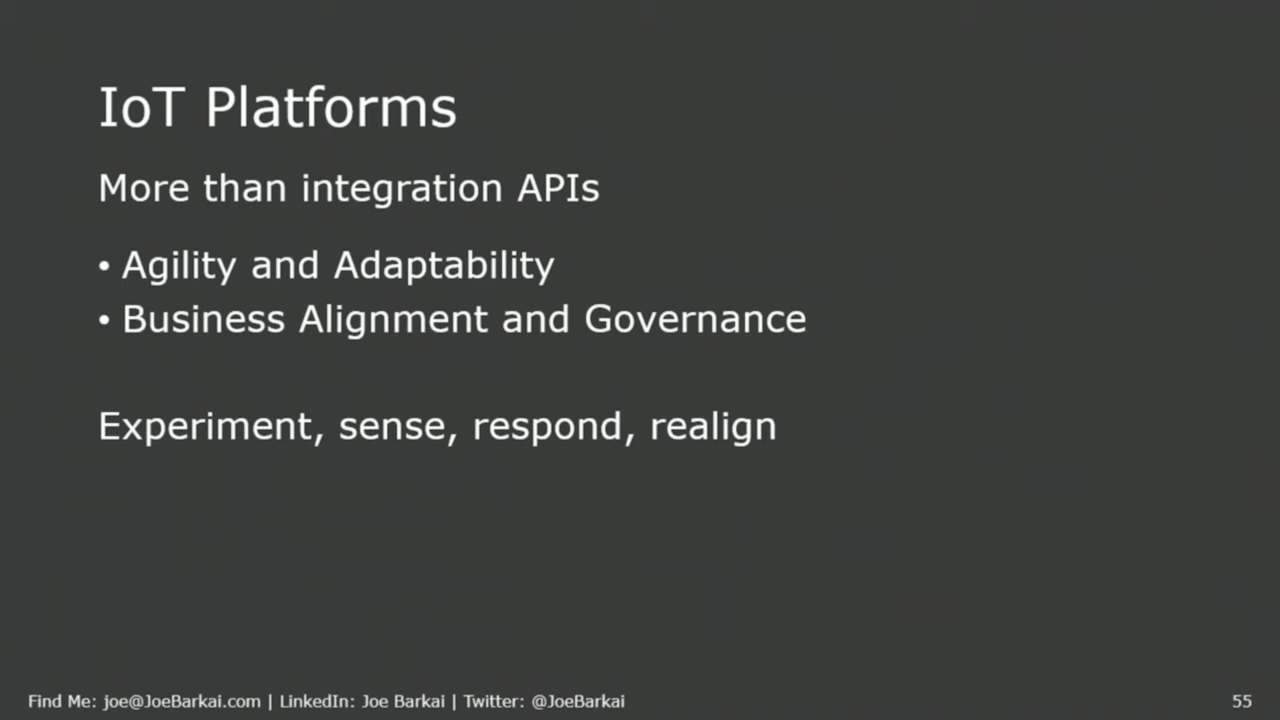 IoT Platforms
More than integration APIs
• Agility and Adaptability
• Business Alignment and Governance
Experiment, sense, respond, realign
Find Me: joe@JoeBarkai.com | LinkedIn: Joe Barkai | Twitter: @JoeBarkai
55